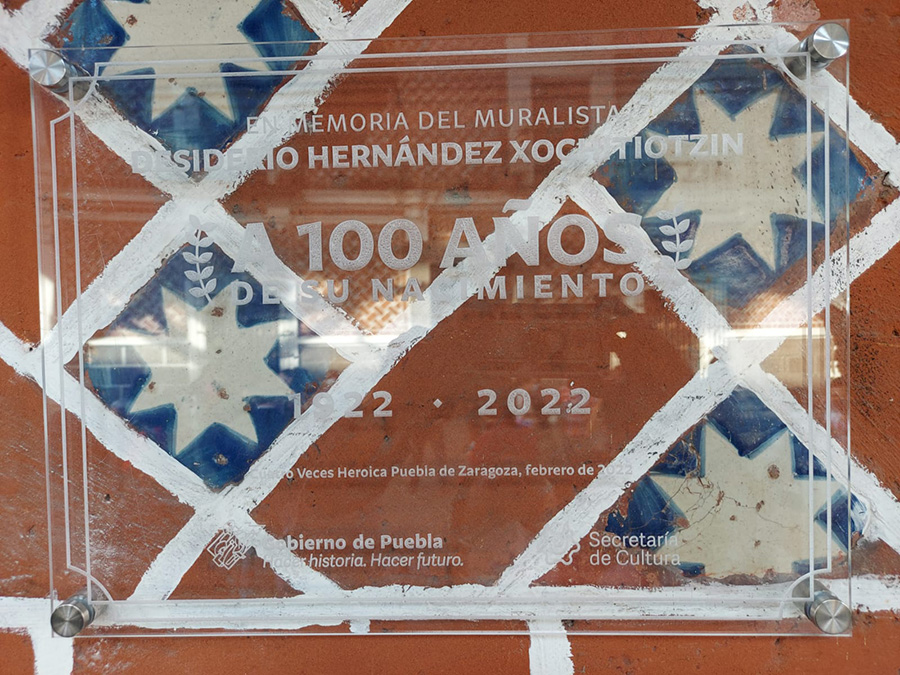 EN MEMORIA DEL MURALISTA
DESIDERIO HERNÁNDEZ XOCHITIOTZIN
A 100 AÑOS
DE SU NACIMIENTO
1922 · 2022
Veces Heroica Puebla de Zaragoza, febrero de 2022
Gobierno de Puebla
Hacer historia. Hacer futuro.
Secretaría
de Cultura